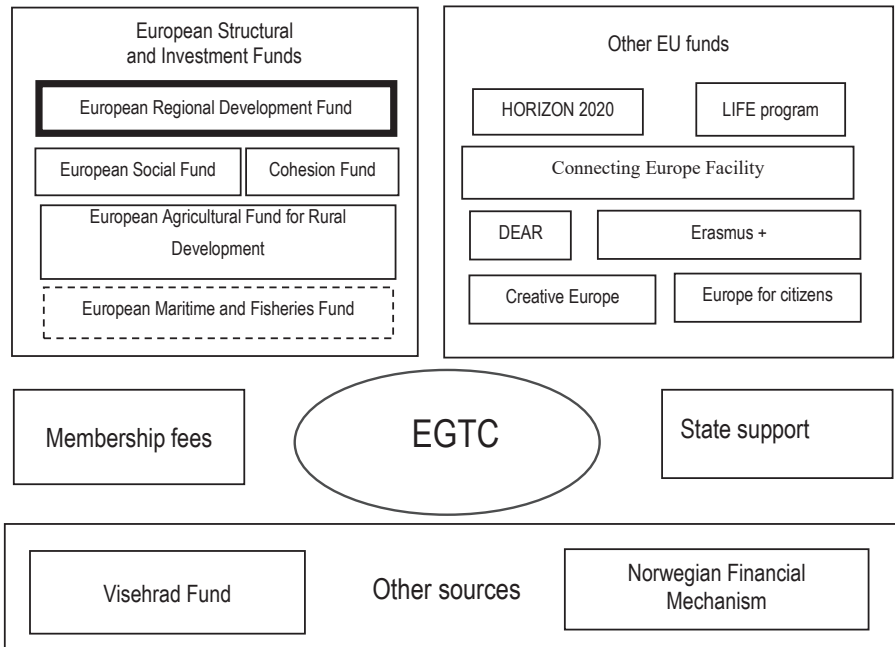 European Structural
and Investment Funds
European Regional Development Fund
European Social Fund
Cohesion Fund
European Agricultural Fund for Rural
Development
European Maritime and Fisheries Fund
Other EU funds
HORIZON 2020
LIFE program
Connecting Europe Facility
DEAR
Erasmus +
Creative Europe
Europe for citizens
Membership fees
EGTC
State support
Visehrad Fund
Other sources
Norwegian Financial
Mechanism